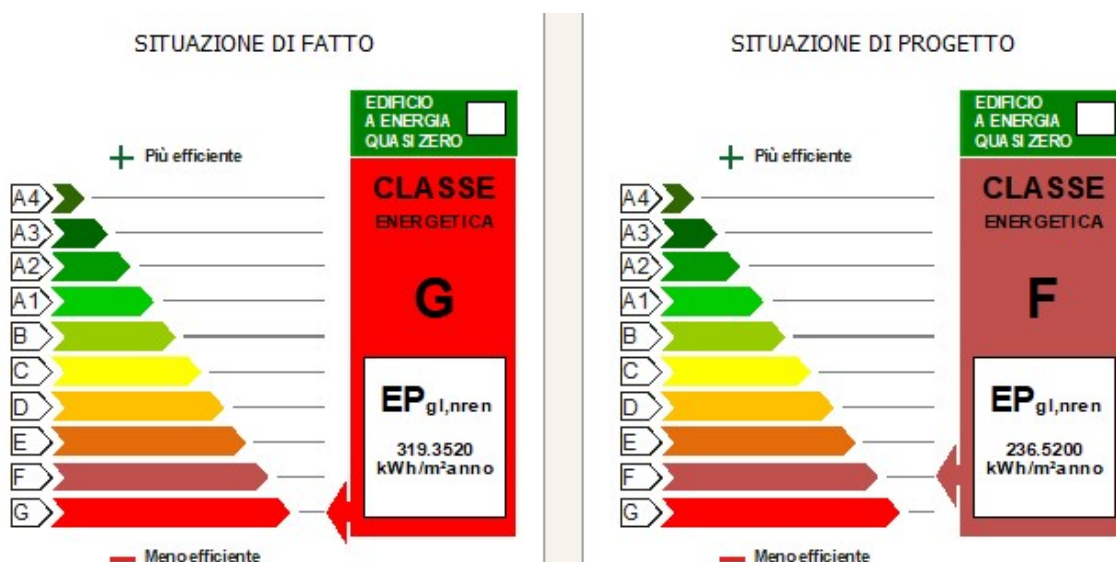 SITUAZIONE DI FATTO
EDIFICIO
A ENERGIA
QUASI ZERO
+ Più efficiente
CLASSE
ENERGETICA
G
A4
A3
A2
A1
B
C
D
E
F
G
EPgl,nren
319.3520
kWh/m²anno
Meno efficiente
SITUAZIONE DI PROGETTO
EDIFICIO
A ENERGIA
QUASI ZERO
+ Più efficiente
CLASSE
ENERGETICA
F
A4
A3
A2
A1
B
C
D
E
F
G
EPgl,nren
236.5200
kWh/m²anno
Meno efficiente